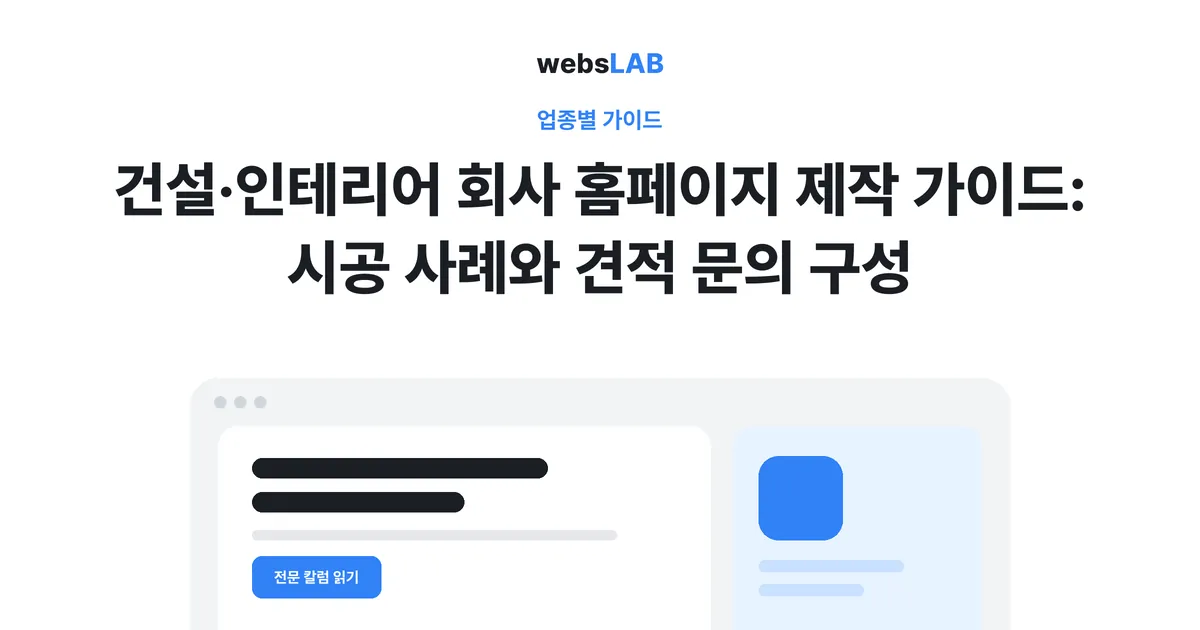 websLAB
업종별 가이드
건설·인테리어 회사 홈페이지 제작 가이드:
시공 사례와 견적 문의 구성
전문 칼럼 읽기